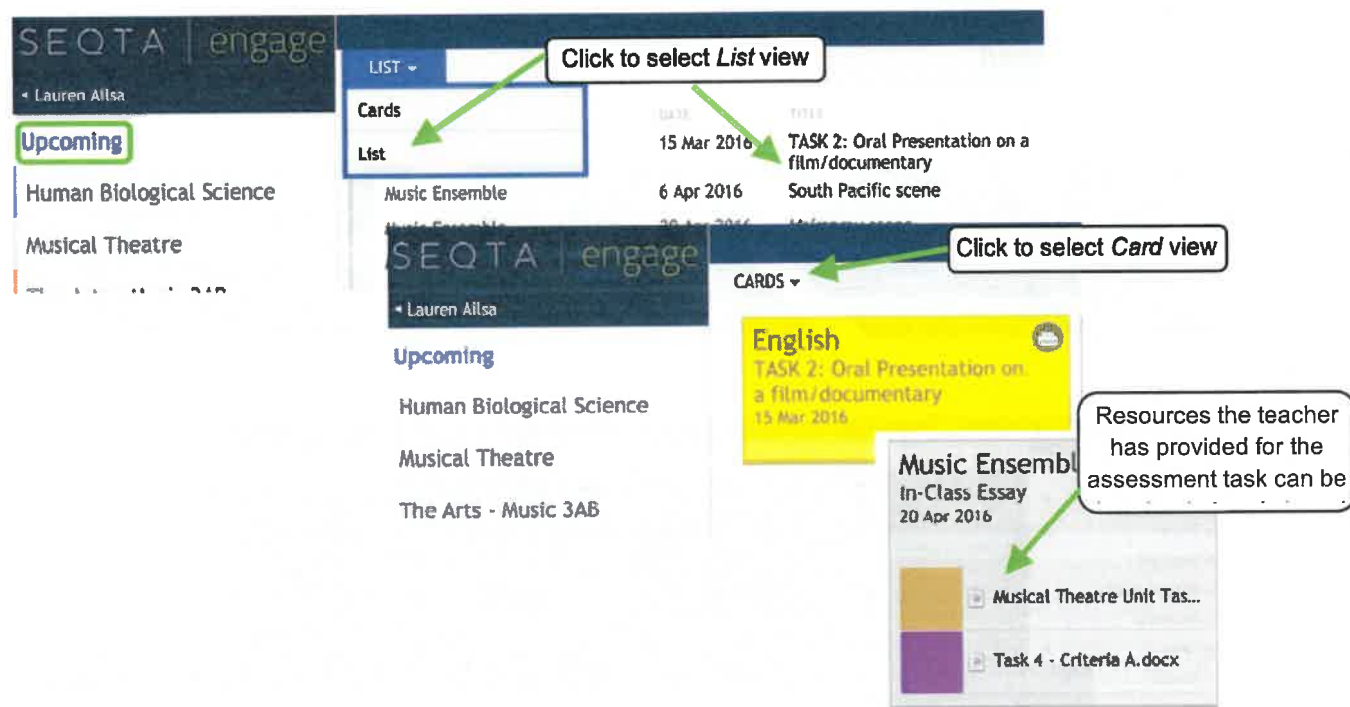 SEQTA | engage
◂ Lauren Ailsa
Upcoming
Human Biological Science
Musical Theatre
LIST ▾
Cards
List
Click to select List view
DATE TITLE
15 Mar 2016 TASK 2: Oral Presentation on a
film/documentary
Music Ensemble 6 Apr 2016 South Pacific scene
SEQTA | engage
◂ Lauren Ailsa
Upcoming
Human Biological Science
Musical Theatre
The Arts - Music 3AB
Click to select Card view
CARDS ▾
English
TASK 2: Oral Presentation on
a film/documentary
15 Mar 2016
Resources the teacher
has provided for the
assessment task can be
Music Ensembl
In-Class Essay
20 Apr 2016
Musical Theatre Unit Tas...
Task 4 - Criteria A.docx